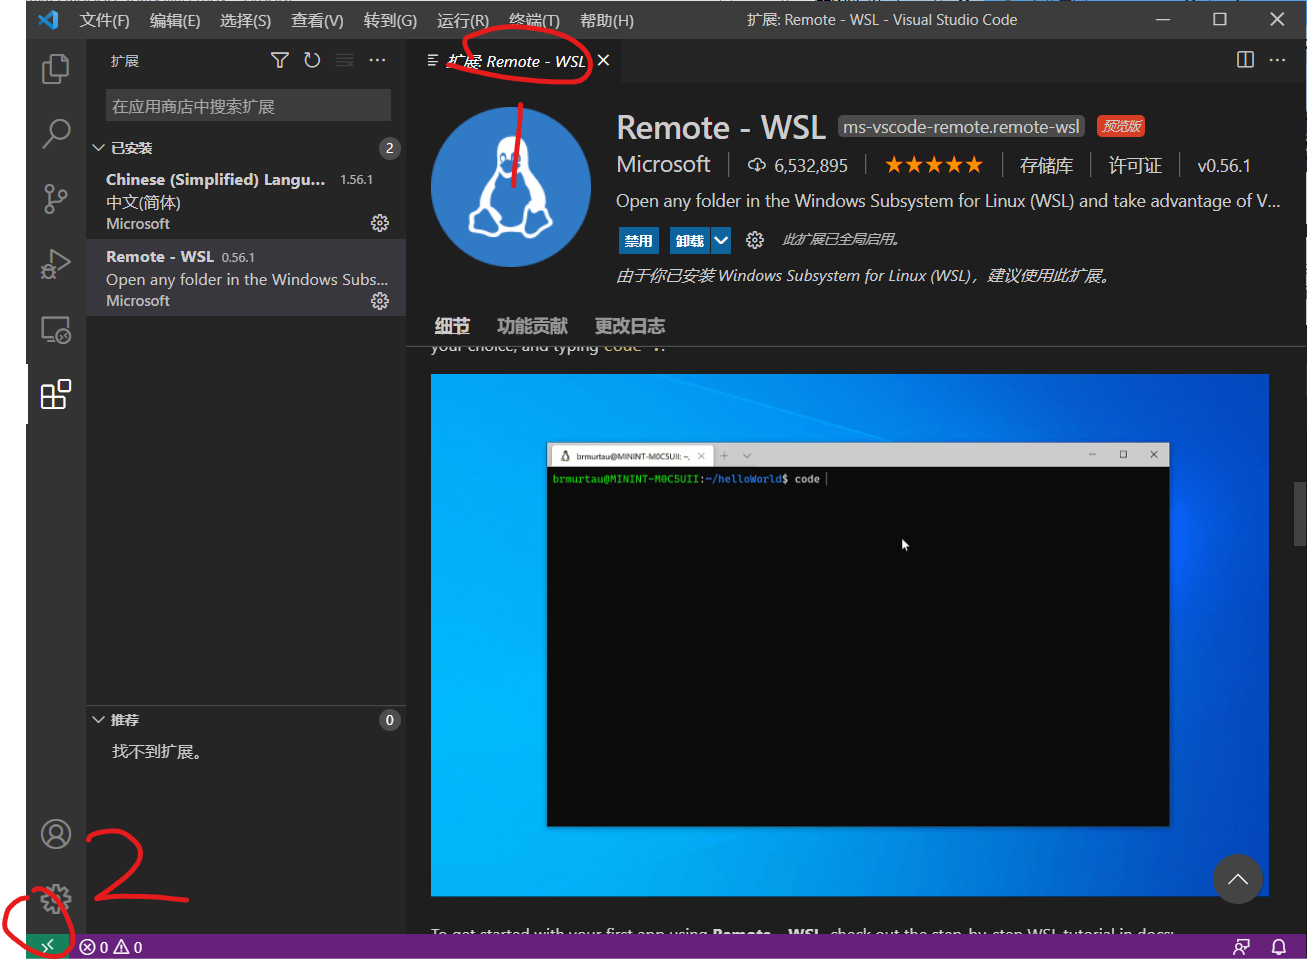 文件(F) 编辑(E) 选择(S) 查看(V) 转到(G) 运行(R) 终端(T) 帮助(H) 扩展: Remote - WSL - Visual Studio Code
扩展
扩展: Remote - WSL
在应用商店中搜索扩展
已安装 2
Chinese (Simplified) Langu... 1.56.1
中文(简体)
Microsoft
Remote - WSL 0.56.1
Open any folder in the Windows Subs...
Microsoft
推荐 0
找不到扩展。
Remote - WSL ms-vscode-remote.remote-wsl 预览版
Microsoft 6,532,895 存储库 许可证 v0.56.1
Open any folder in the Windows Subsystem for Linux (WSL) and take advantage of V...
禁用 卸载 此扩展已全局启用。
由于你已安装 Windows Subsystem for Linux (WSL)，建议使用此扩展。
细节 功能贡献 更改日志
your choice, and typing code .:
brmurtau@MININT-M0C5UII: ~,
brmurtau@MININT-M0C5UII:~/helloWorld$ code
To get started with your first app using Remote - WSL, check out the step-by-step WSL tutorial in docs:
2
0 0